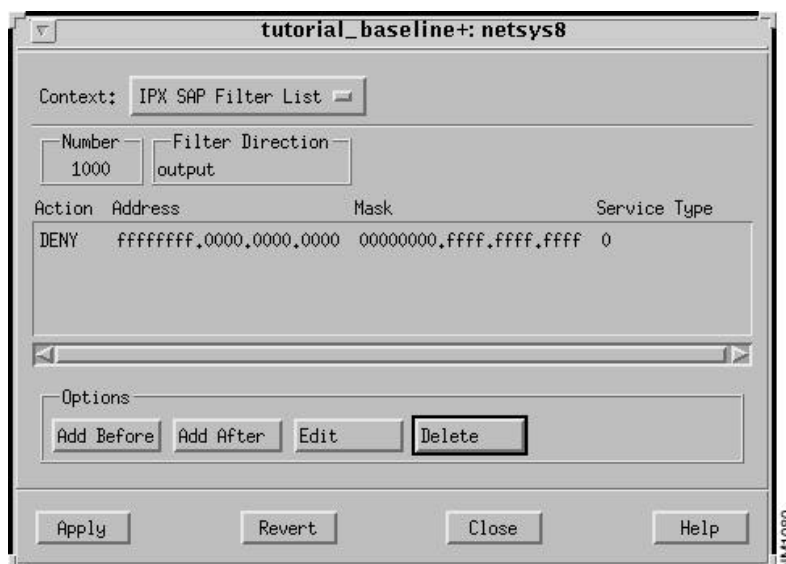 tutorial_baseline+: netsys8
Context: IPX SAP Filter List
Number Filter Direction
1000 output
Action Address Mask Service Type
DENY ffffffff.0000.0000.0000 00000000.ffff.ffff.ffff 0
Options
Add Before Add After Edit Delete
Apply Revert Close Help